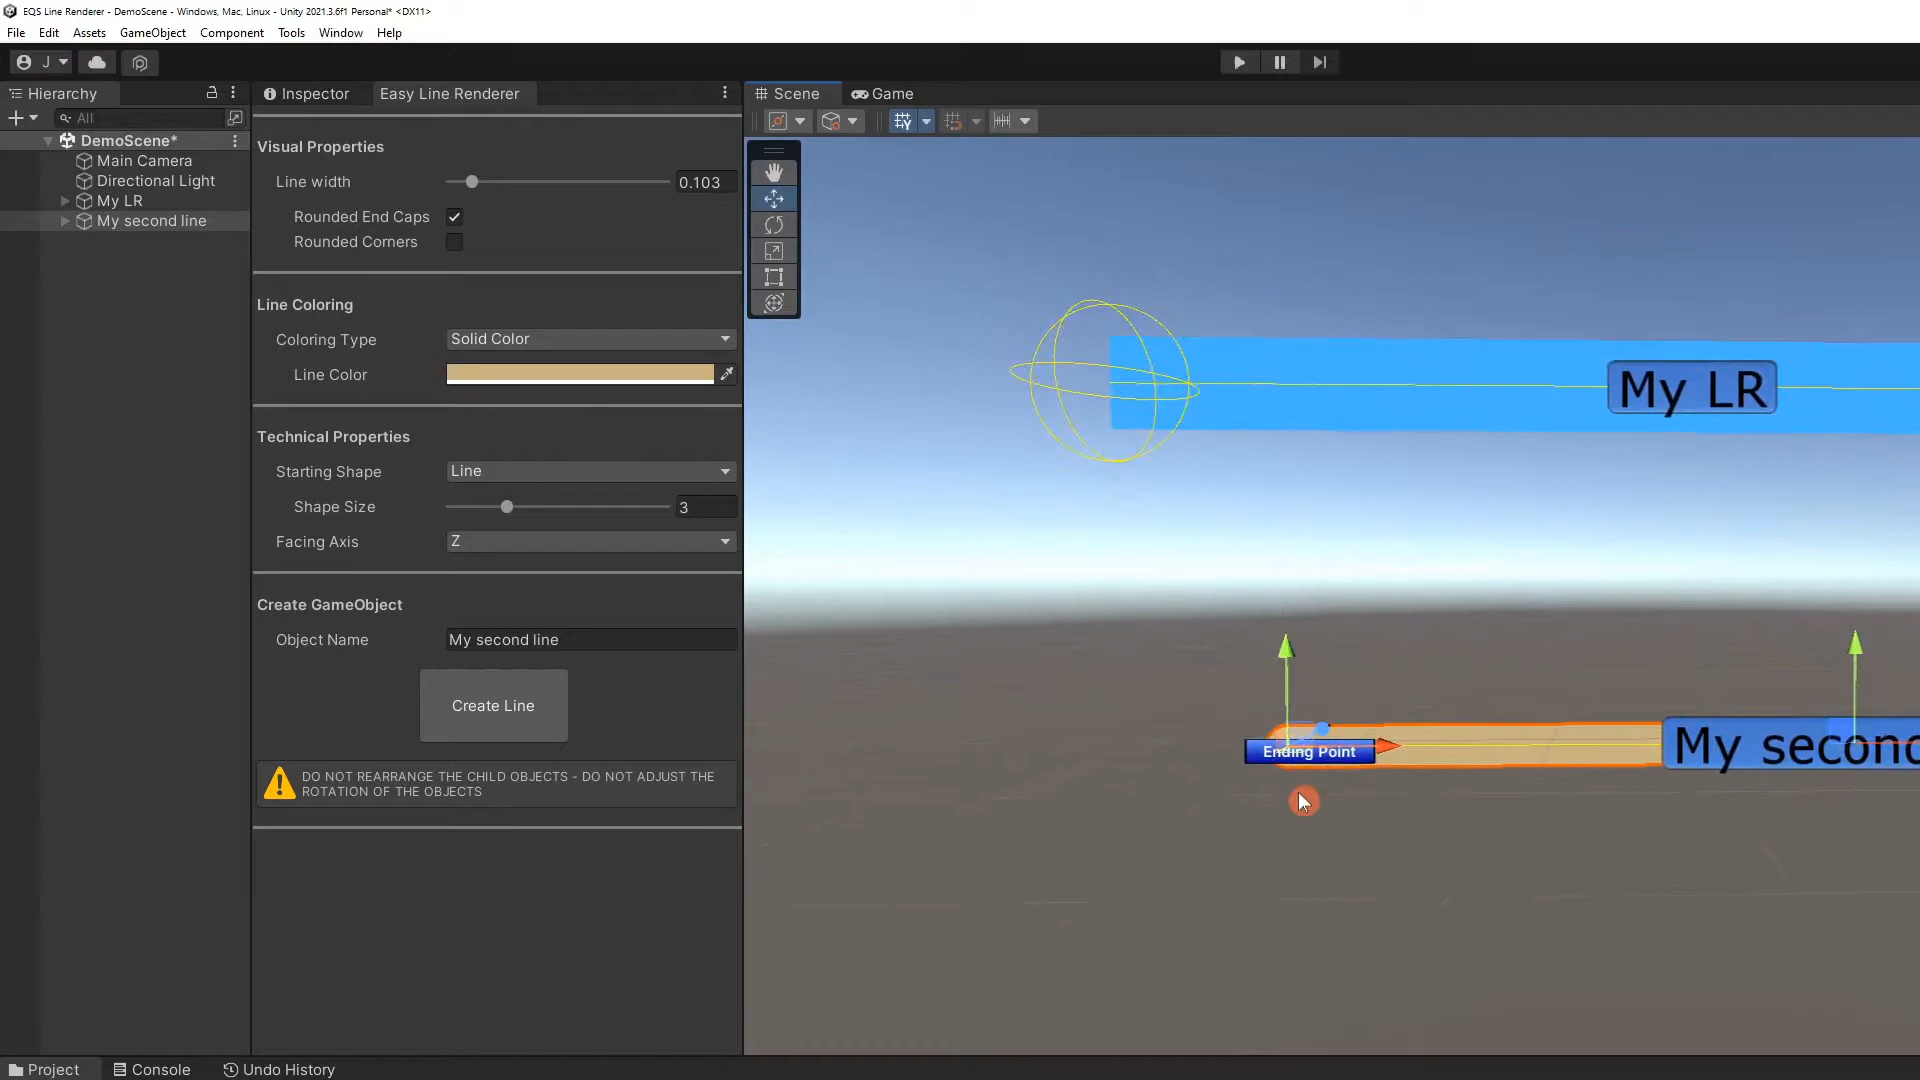 EQS Line Renderer - DemoScene - Windows, Mac, Linux - Unity 2021.3.6f1 Personal* <DX11>
File Edit Assets GameObject Component Tools Window Help
J
Hierarchy
All
DemoScene*
Main Camera
Directional Light
My LR
My second line
Inspector Easy Line Renderer
Visual Properties
Line width 0.103
Rounded End Caps
Rounded Corners
Line Coloring
Coloring Type Solid Color
Line Color
Technical Properties
Starting Shape Line
Shape Size 3
Facing Axis Z
Create GameObject
Object Name My second line
Create Line
DO NOT REARRANGE THE CHILD OBJECTS - DO NOT ADJUST THE
ROTATION OF THE OBJECTS
Scene Game
My LR
Ending Point
My second
Project Console Undo History